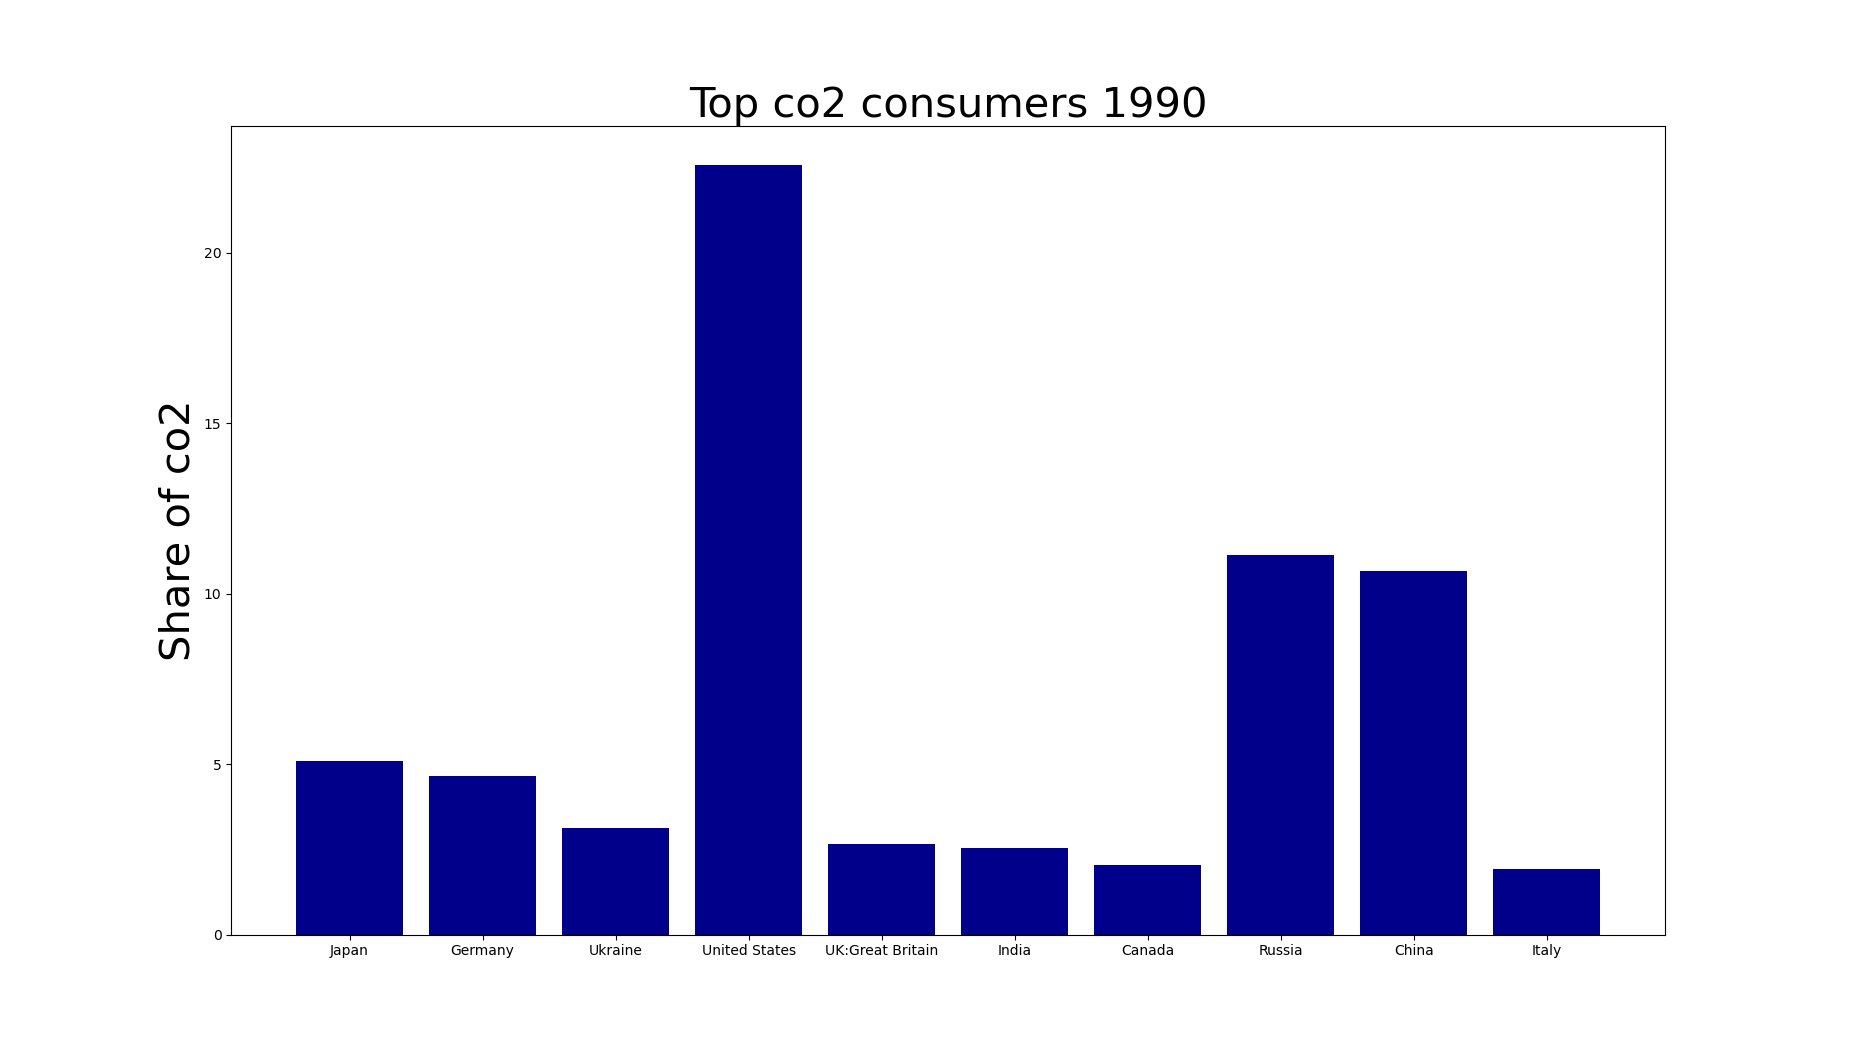 Top co2 consumers 1990
Share of co2
20
15
10
5
0
Japan Germany Ukraine United States UK:Great Britain India Canada Russia China Italy